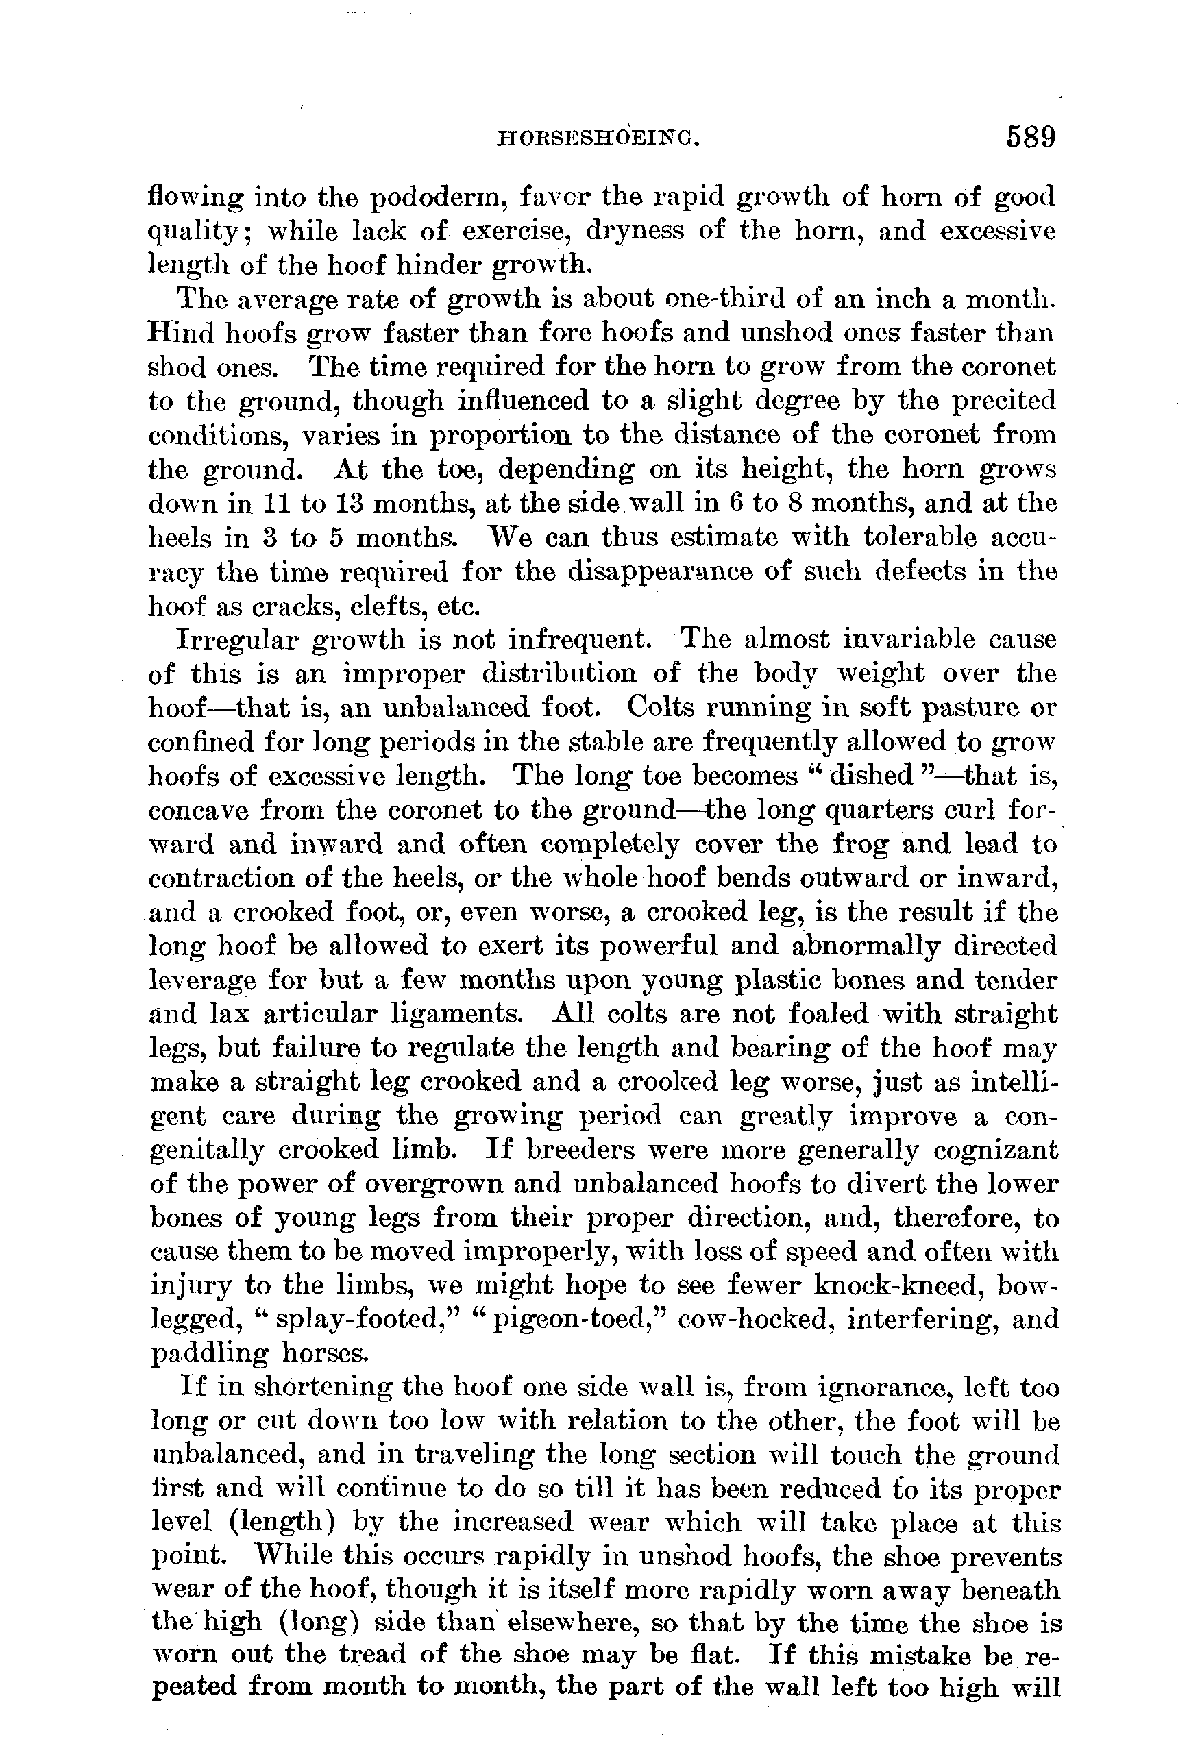 HORSESHOEING. 589
flowing into the pododerm, favor the rapid growth of horn of good
quality; while lack of exercise, dryness of the horn, and excessive
length of the hoof hinder growth.
The average rate of growth is about one-third of an inch a month.
Hind hoofs grow faster than fore hoofs and unshod ones faster than
shod ones. The time required for the horn to grow from the coronet
to the ground, though influenced to a slight degree by the precited
conditions, varies in proportion to the distance of the coronet from
the ground. At the toe, depending on its height, the horn grows
down in 11 to 13 months, at the side wall in 6 to 8 months, and at the
heels in 3 to 5 months. We can thus estimate with tolerable accu-
racy the time required for the disappearance of such defects in the
hoof as cracks, clefts, etc.
Irregular growth is not infrequent. The almost invariable cause
of this is an improper distribution of the body weight over the
hoof—that is, an unbalanced foot. Colts running in soft pasture or
confined for long periods in the stable are frequently allowed to grow
hoofs of excessive length. The long toe becomes “dished”—that is,
concave from the coronet to the ground—the long quarters curl for-
ward and inward and often completely cover the frog and lead to
contraction of the heels, or the whole hoof bends outward or inward,
and a crooked foot, or, even worse, a crooked leg, is the result if the
long hoof be allowed to exert its powerful and abnormally directed
leverage for but a few months upon young plastic bones and tender
and lax articular ligaments. All colts are not foaled with straight
legs, but failure to regulate the length and bearing of the hoof may
make a straight leg crooked and a crooked leg worse, just as intelli-
gent care during the growing period can greatly improve a con-
genitally crooked limb. If breeders were more generally cognizant
of the power of overgrown and unbalanced hoofs to divert the lower
bones of young legs from their proper direction, and, therefore, to
cause them to be moved improperly, with loss of speed and often with
injury to the limbs, we might hope to see fewer knock-kneed, bow-
legged, “splay-footed,” “pigeon-toed,” cow-hocked, interfering, and
paddling horses.
If in shortening the hoof one side wall is, from ignorance, left too
long or cut down too low with relation to the other, the foot will be
unbalanced, and in traveling the long section will touch the ground
first and will continue to do so till it has been reduced to its proper
level (length) by the increased wear which will take place at this
point. While this occurs rapidly in unshod hoofs, the shoe prevents
wear of the hoof, though it is itself more rapidly worn away beneath
the high (long) side than elsewhere, so that by the time the shoe is
worn out the tread of the shoe may be flat. If this mistake be re-
peated from month to month, the part of the wall left too high will